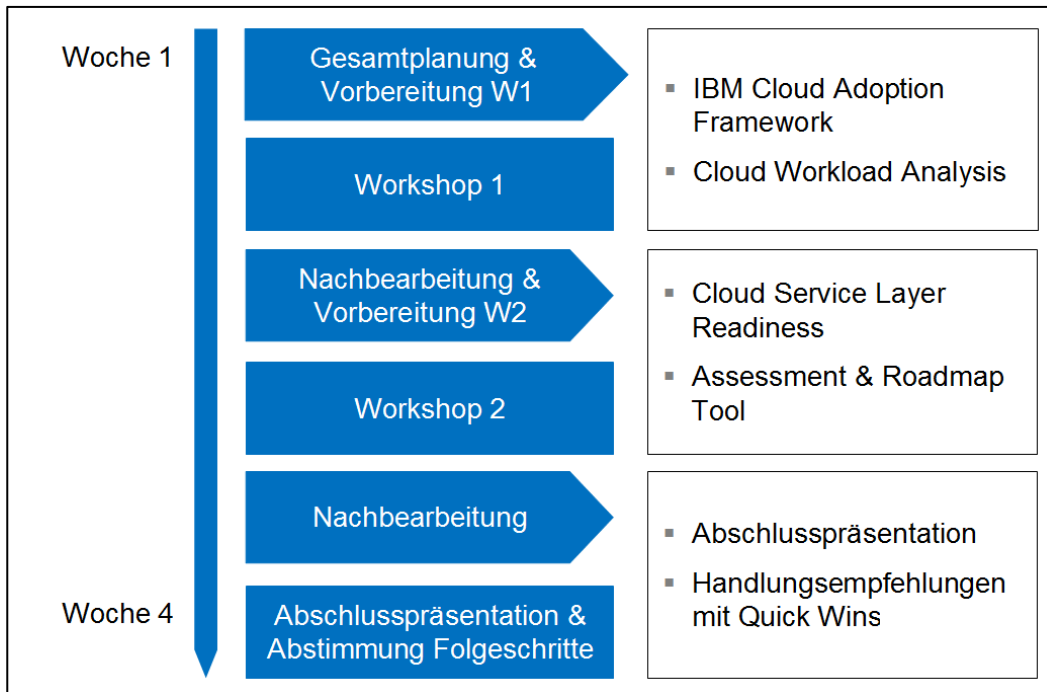 Woche 1
Gesamtplanung &
Vorbereitung W1
▪ IBM Cloud Adoption
Framework
▪ Cloud Workload Analysis
Workshop 1
Nachbearbeitung &
Vorbereitung W2
▪ Cloud Service Layer
Readiness
▪ Assessment & Roadmap
Tool
Workshop 2
Nachbearbeitung
▪ Abschlusspräsentation
▪ Handlungsempfehlungen
mit Quick Wins
Woche 4
Abschlusspräsentation &
Abstimmung Folgeschritte